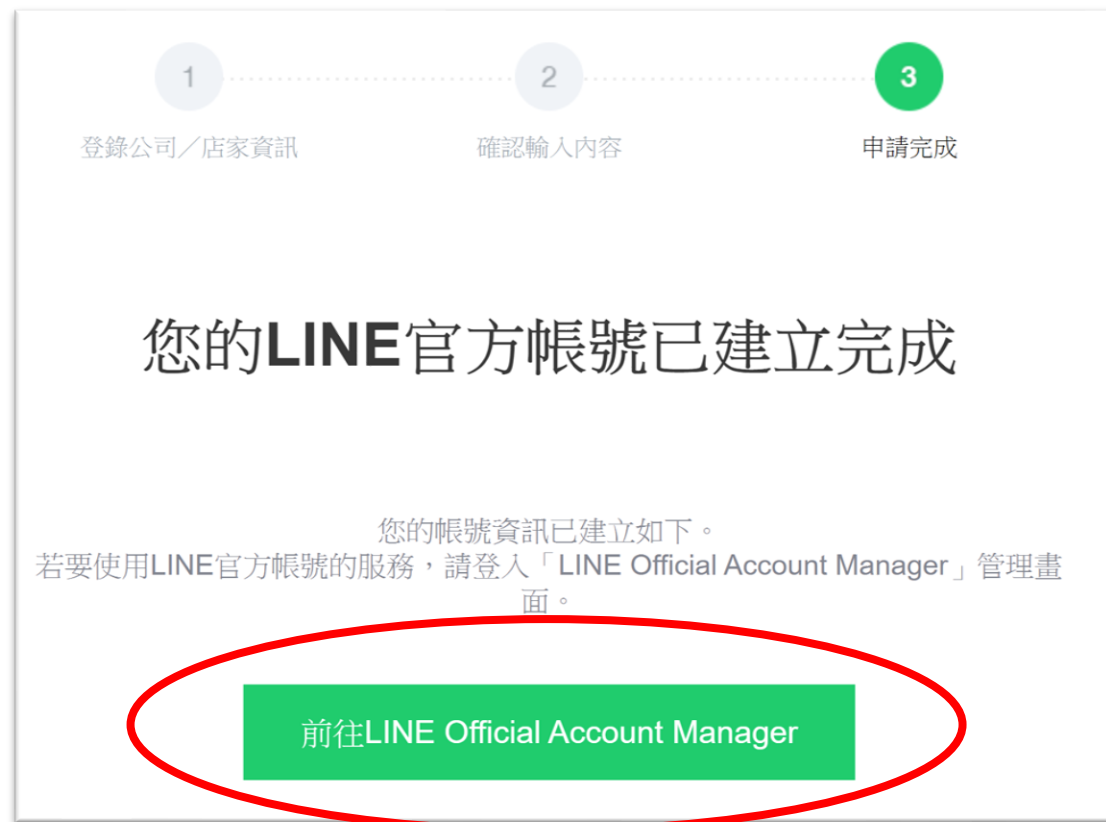 1
2
3
登錄公司／店家資訊
確認輸入內容
申請完成
您的LINE官方帳號已建立完成
您的帳號資訊已建立如下。
若要使用LINE官方帳號的服務，請登入「LINE Official Account Manager」管理畫
面。
前往LINE Official Account Manager